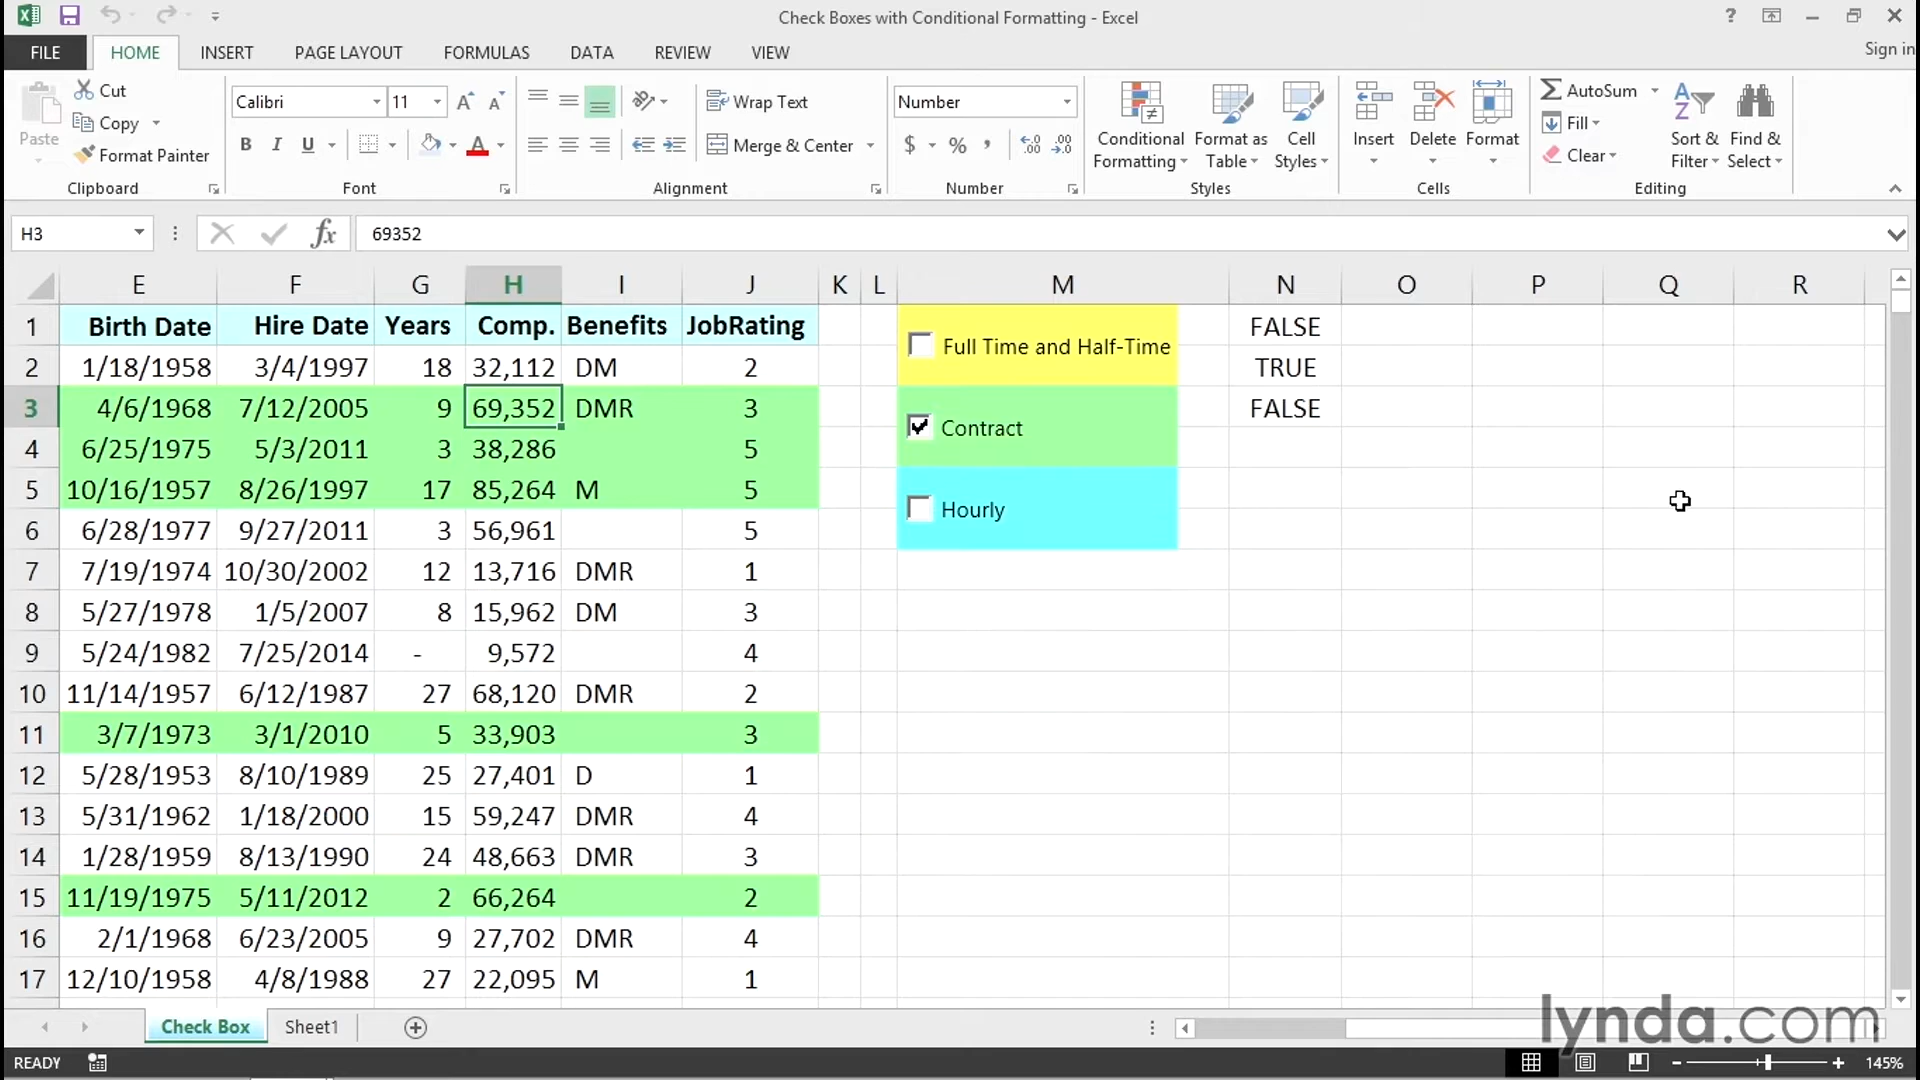 Check Boxes with Conditional Formatting - Excel
?
FILE HOME INSERT PAGE LAYOUT FORMULAS DATA REVIEW VIEW Sign in
Paste
Cut
Copy
Format Painter
Clipboard
Calibri 11
B I U A
Font
Wrap Text
Merge & Center
Alignment
Number
$ % ,
Number
Conditional Formatting
Format as Table
Cell Styles
Styles
Insert Delete Format
Cells
AutoSum
Fill
Clear
Sort & Filter
Find & Select
Editing
H3 fx 69352
E F G H I J K L M N O P Q R
1 Birth Date Hire Date Years Comp. Benefits JobRating FALSE
2 1/18/1958 3/4/1997 18 32,112 DM 2 TRUE
3 4/6/1968 7/12/2005 9 69,352 DMR 3 FALSE
4 6/25/1975 5/3/2011 3 38,286 5
5 10/16/1957 8/26/1997 17 85,264 M 5
6 6/28/1977 9/27/2011 3 56,961 5
7 7/19/1974 10/30/2002 12 13,716 DMR 1
8 5/27/1978 1/5/2007 8 15,962 DM 3
9 5/24/1982 7/25/2014 - 9,572 4
10 11/14/1957 6/12/1987 27 68,120 DMR 2
11 3/7/1973 3/1/2010 5 33,903 3
12 5/28/1953 8/10/1989 25 27,401 D 1
13 5/31/1962 1/18/2000 15 59,247 DMR 4
14 1/28/1959 8/13/1990 24 48,663 DMR 3
15 11/19/1975 5/11/2012 2 66,264 2
16 2/1/1968 6/23/2005 9 27,702 DMR 4
17 12/10/1958 4/8/1988 27 22,095 M 1
Full Time and Half-Time
Contract
Hourly
Check Box Sheet1
lynda.com
READY 145%